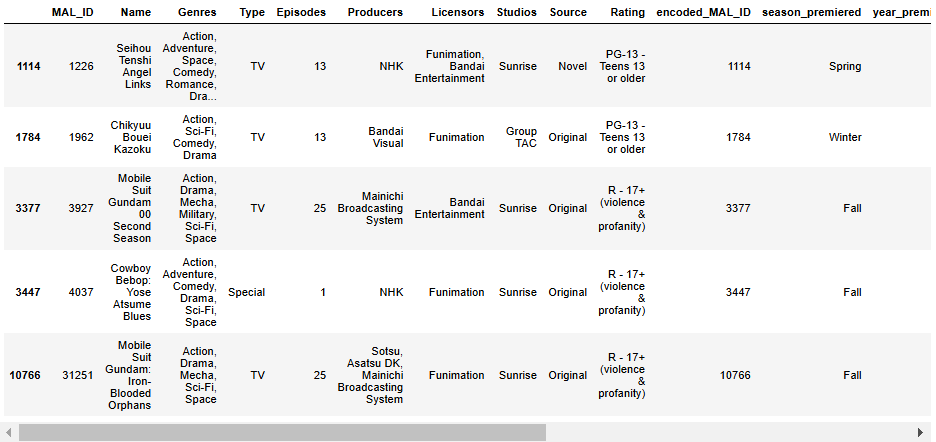 MAL_ID Name Genres Type Episodes Producers Licensors Studios Source Rating encoded_MAL_ID season_premiered year_premi
1114 1226 Seihou Tenshi Angel Links Action, Adventure, Space, Comedy, Romance, Dra... TV 13 NHK Funimation, Bandai Entertainment Sunrise Novel PG-13 - Teens 13 or older 1114 Spring
1784 1962 Chikyuu Bouei Kazoku Action, Sci-Fi, Comedy, Drama TV 13 Bandai Visual Funimation Group TAC Original PG-13 - Teens 13 or older 1784 Winter
3377 3927 Mobile Suit Gundam 00 Second Season Action, Drama, Mecha, Military, Sci-Fi, Space TV 25 Mainichi Broadcasting System Bandai Entertainment Sunrise Original R - 17+ (violence & profanity) 3377 Fall
3447 4037 Cowboy Bebop: Yose Atsume Blues Action, Adventure, Comedy, Drama, Sci-Fi, Space Special 1 NHK Funimation Sunrise Original R - 17+ (violence & profanity) 3447 Fall
10766 31251 Mobile Suit Gundam: Iron-Blooded Orphans Action, Drama, Mecha, Sci-Fi, Space TV 25 Sotsu, Asatsu DK, Mainichi Broadcasting System Funimation Sunrise Original R - 17+ (violence & profanity) 10766 Fall